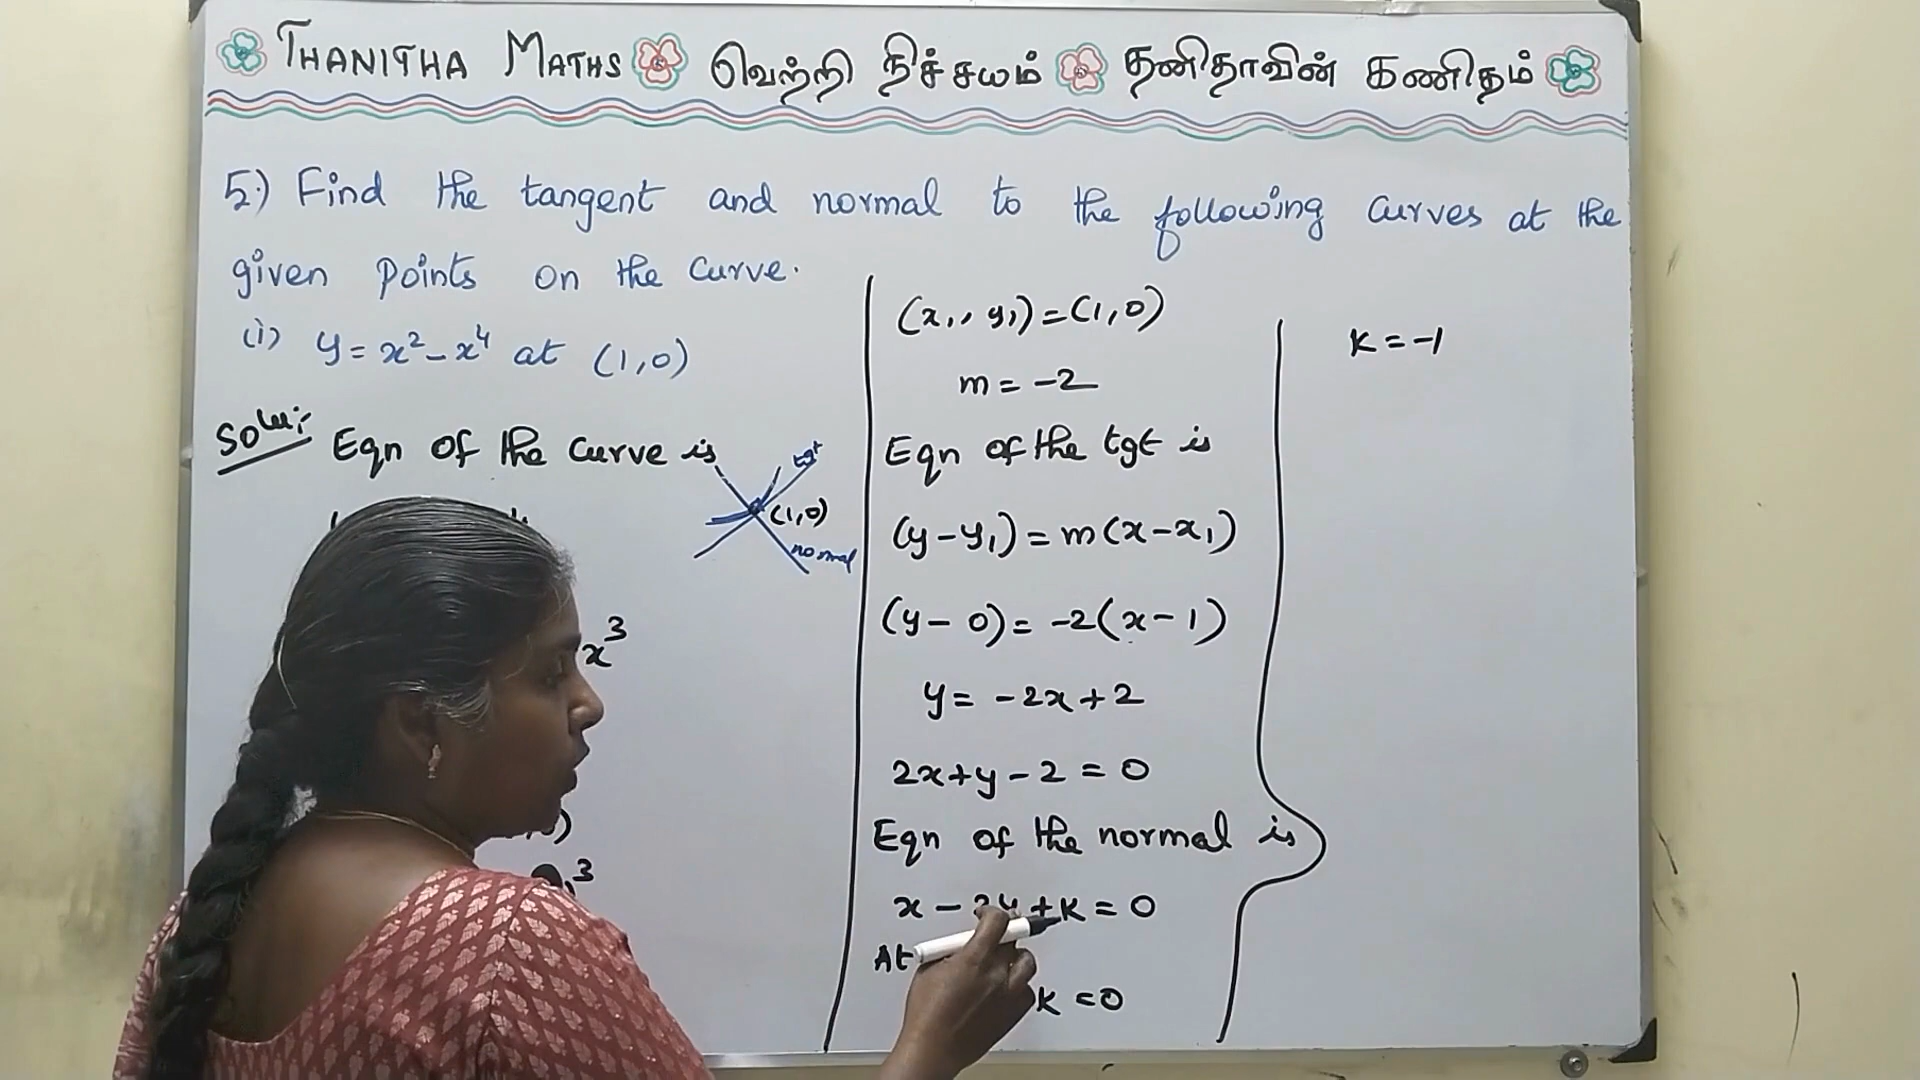 THANITHA MATHS வெற்றி நிச்சயம் தனிதாவின் கணிதம்
5) Find the tangent and normal to the following curves at the
given points on the curve.
(i) y = x² - x⁴ at (1,0)
Solu:
Eqn of the curve is
tgt
(1,0)
normal
x³
³
(x₁, y₁) = (1,0)
m = -2
Eqn of the tgt is
(y - y₁) = m(x - x₁)
(y - 0) = -2(x - 1)
y = -2x + 2
2x + y - 2 = 0
Eqn of the normal is
x - 2y + k = 0
At
k = 0
k = -1